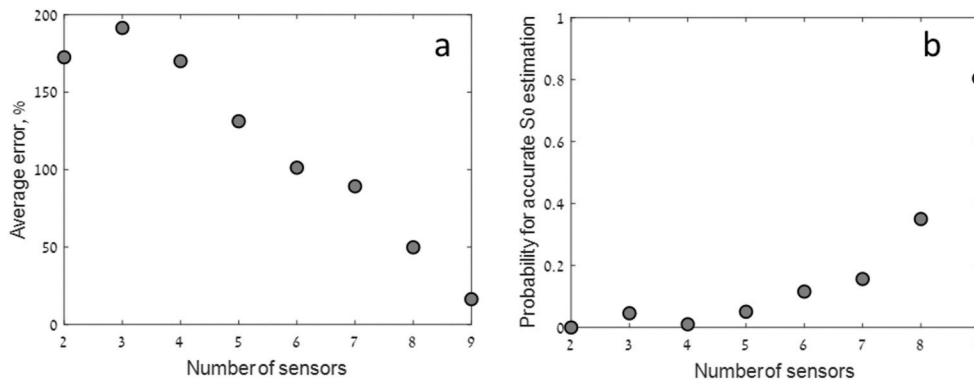 a
200
150
100
50
0
2 3 4 5 6 7 8 9
Average error, %
Number of sensors
b
1
0.8
0.6
0.4
0.2
0
2 3 4 5 6 7 8
Probability for accurate S0 estimation
Number of sensors